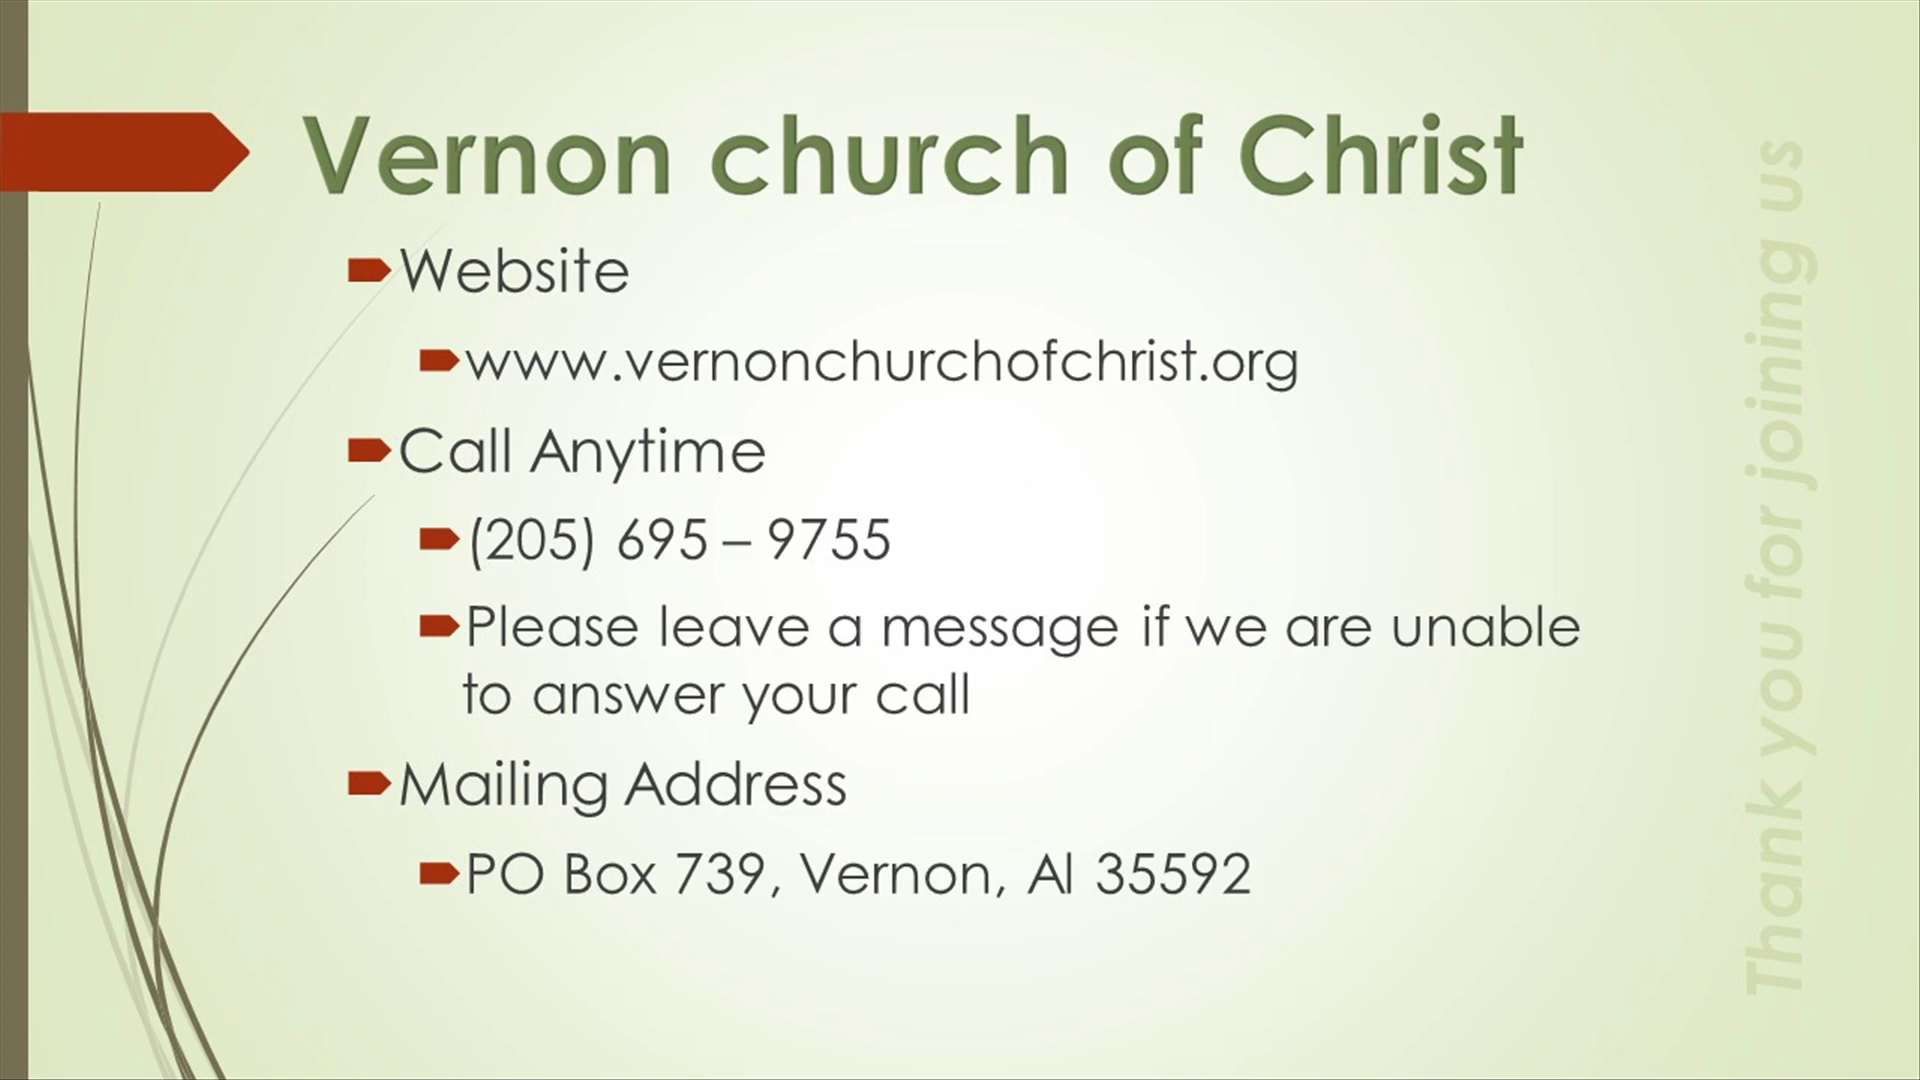 Vernon church of Christ
Website
www.vernonchurchofchrist.org
Call Anytime
(205) 695 – 9755
Please leave a message if we are unable
to answer your call
Mailing Address
PO Box 739, Vernon, Al 35592
Thank you for joining us